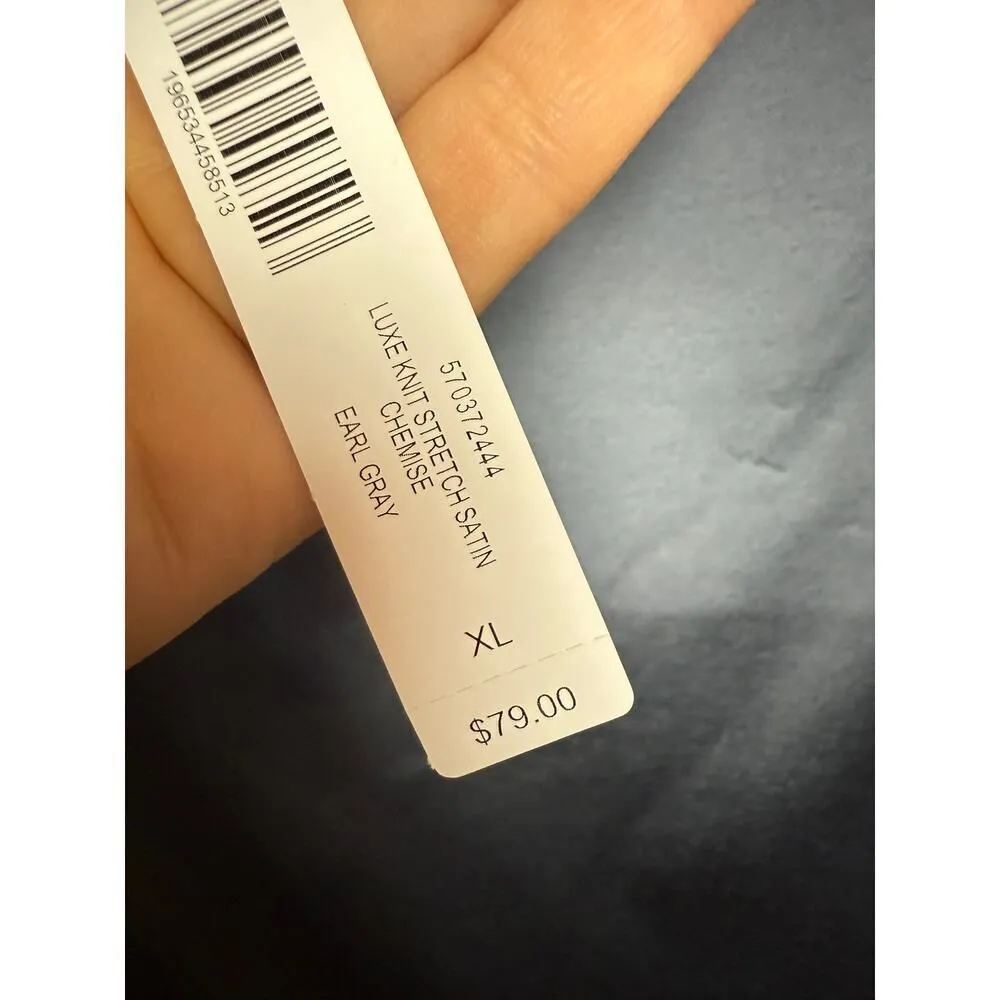 196534458513
570372444
LUXE KNIT STRETCH SATIN
CHEMISE
EARL GRAY
XL
$79.00